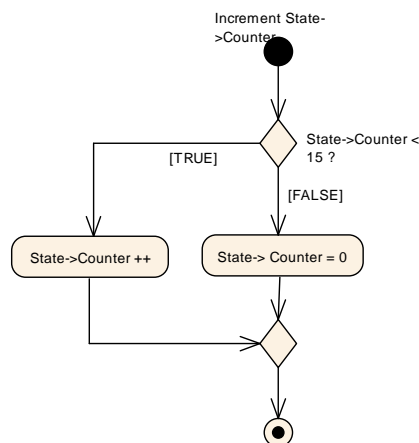 Increment State-
>Counter
State->Counter <
15 ?
[TRUE]
[FALSE]
State->Counter ++
State-> Counter = 0